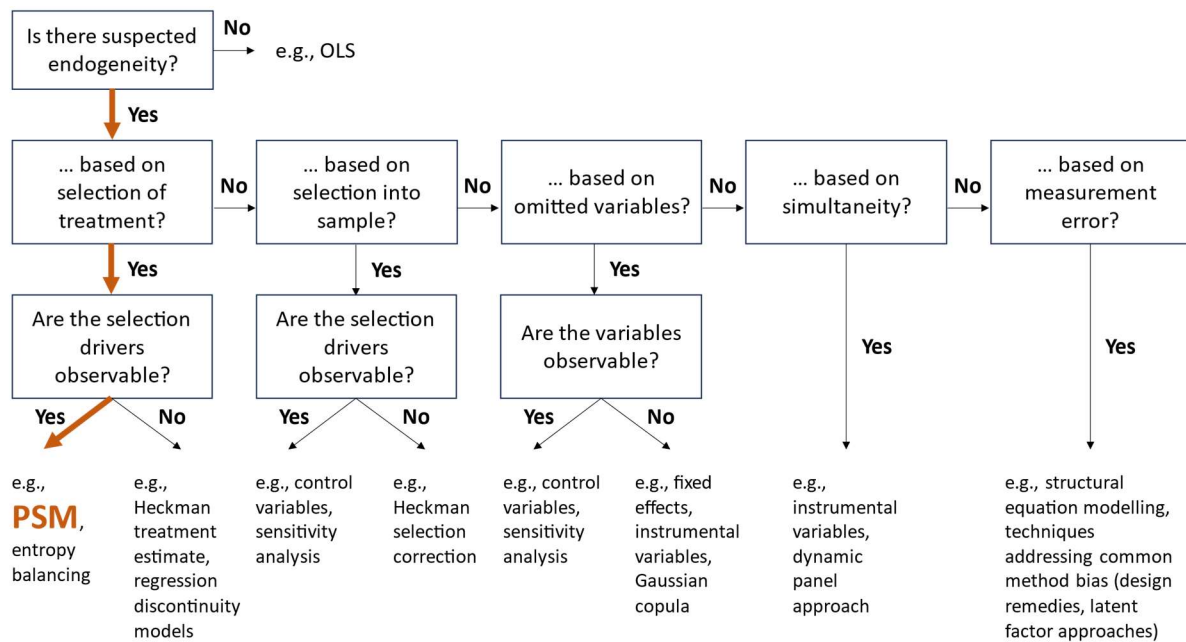 Is there suspected
endogeneity?
No
e.g., OLS
Yes
... based on
selection of
treatment?
No
... based on
selection into
sample?
No
... based on
omitted variables?
No
... based on
simultaneity?
No
... based on
measurement
error?
Yes
Yes
Yes
Yes
Yes
Are the selection
drivers
observable?
Are the selection
drivers
observable?
Are the variables
observable?
Yes
No
Yes
No
Yes
No
e.g.,
PSM,
entropy
balancing
e.g.,
Heckman
treatment
estimate,
regression
discontinuity
models
e.g., control
variables,
sensitivity
analysis
e.g.,
Heckman
selection
correction
e.g., control
variables,
sensitivity
analysis
e.g., fixed
effects,
instrumental
variables,
Gaussian
copula
e.g.,
instrumental
variables,
dynamic
panel
approach
e.g., structural
equation modelling,
techniques
addressing common
method bias (design
remedies, latent
factor approaches)